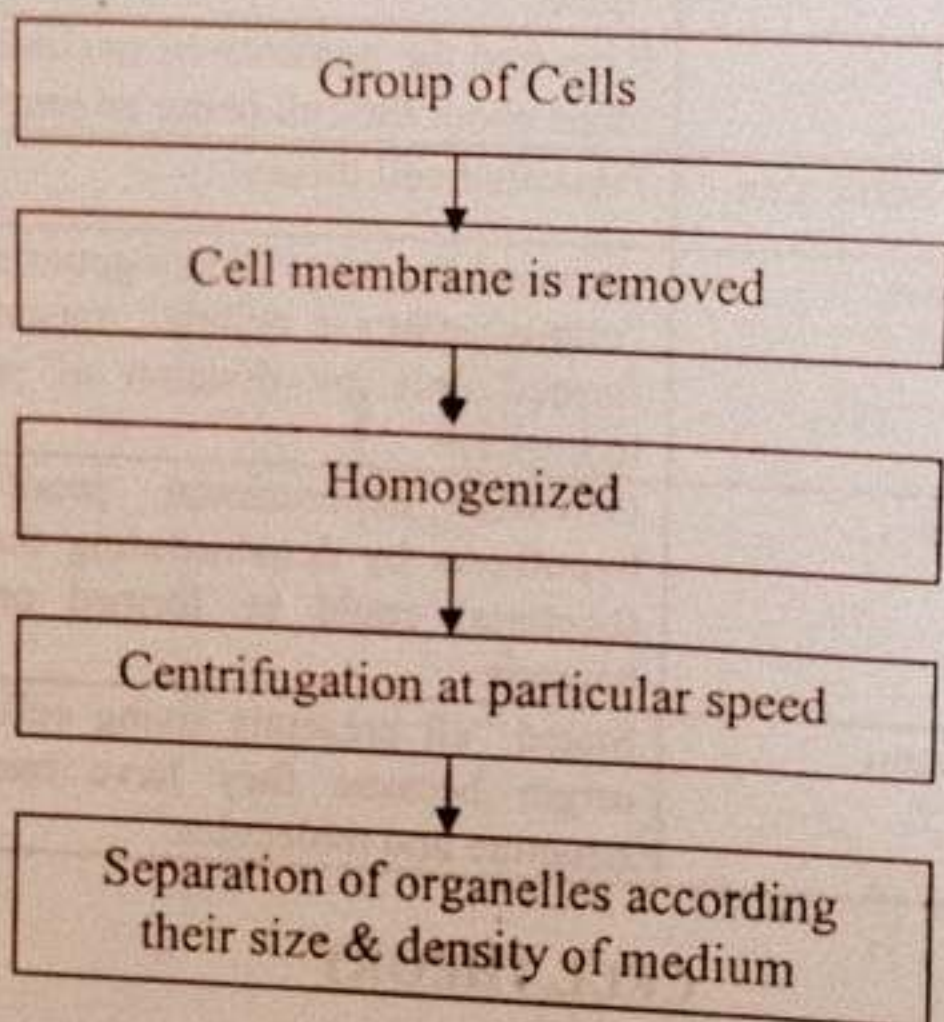 Group of Cells
Cell membrane is removed
Homogenized
Centrifugation at particular speed
Separation of organelles according
their size & density of medium